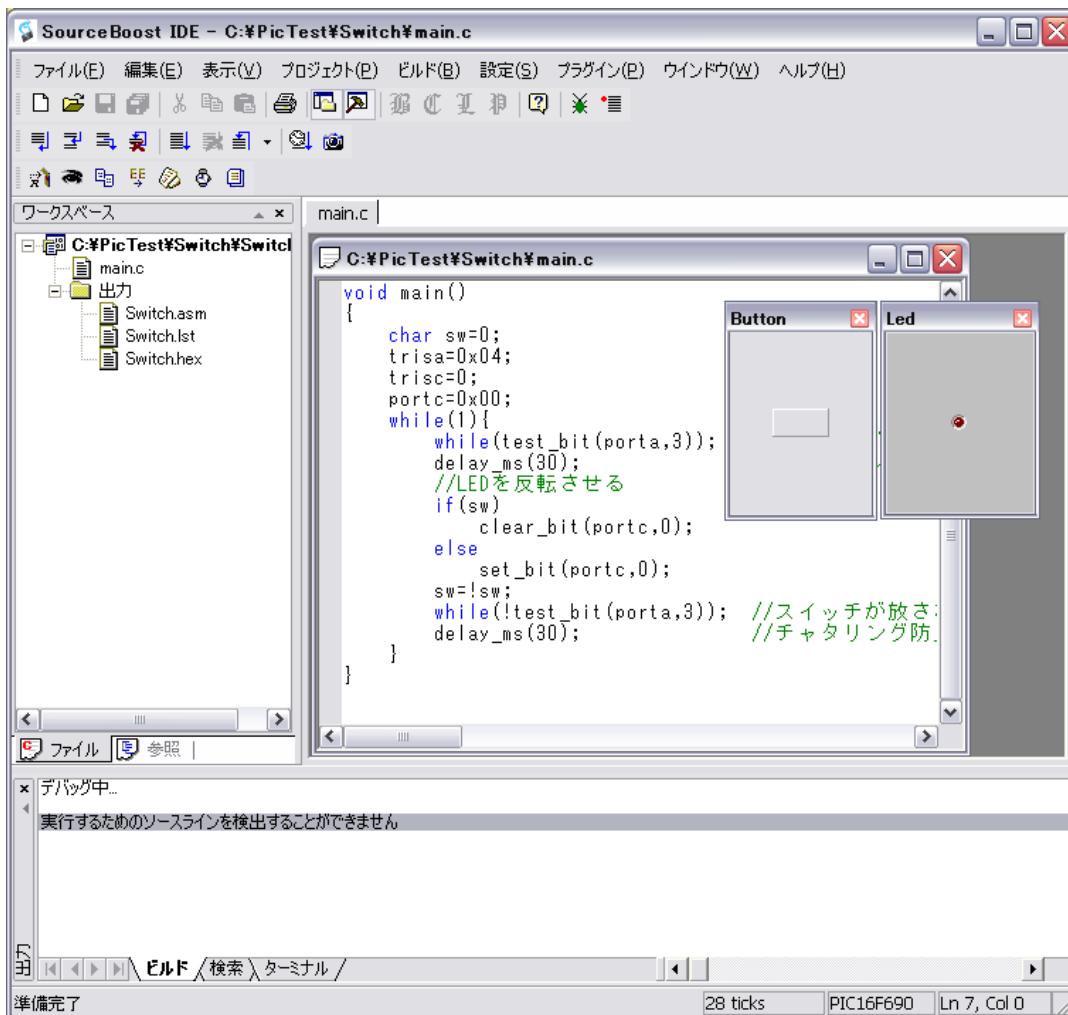 SourceBoost IDE - C:¥PicTest¥Switch¥main.c
ファイル(F) 編集(E) 表示(V) プロジェクト(P) ビルド(B) 設定(S) プラグイン(P) ウインドウ(W) ヘルプ(H)
B C L P
ワークスペース
main.c
C:¥PicTest¥Switch¥Switcl
main.c
出力
Switch.asm
Switch.lst
Switch.hex
ファイル 参照
C:¥PicTest¥Switch¥main.c
void main()
{
char sw=0;
trisa=0x04;
trisc=0;
portc=0x00;
while(1){
while(test_bit(porta,3));
delay_ms(30);
//LEDを反転させる
if(sw)
clear_bit(portc,0);
else
set_bit(portc,0);
sw=!sw;
while(!test_bit(porta,3)); //スイッチが放さ
delay_ms(30); //チャタリング防
}
}
Button
Led
デバッグ中...
実行するためのソースラインを検出することができません
出力
ビルド 検索 ターミナル
準備完了
28 ticks
PIC16F690
Ln 7, Col 0